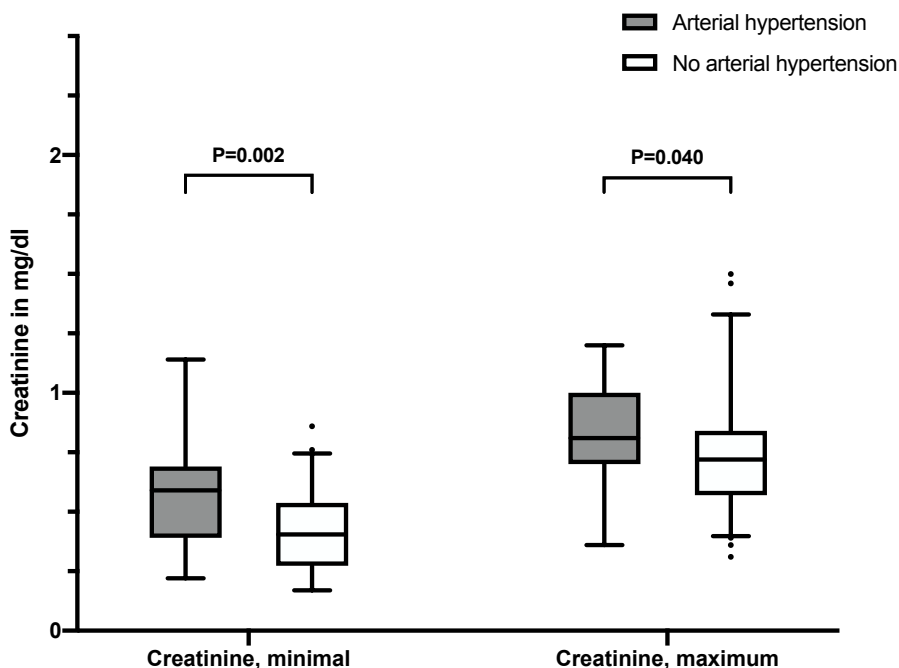 Arterial hypertension
No arterial hypertension
P=0.002
P=0.040
Creatinine in mg/dl
2
1
0
Creatinine, minimal
Creatinine, maximum